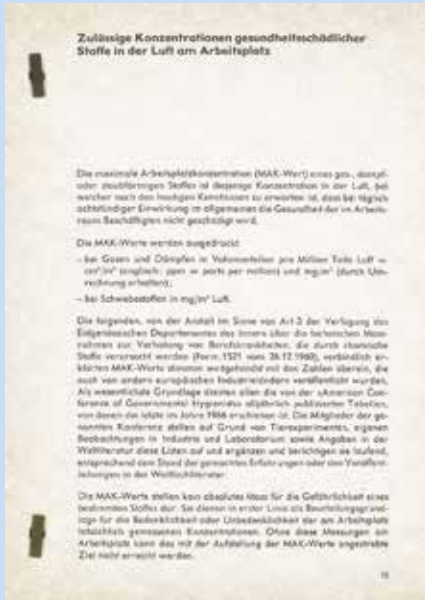 Zulässige Konzentrationen gesundheitsschädlicher
Stoffe in der Luft am Arbeitsplatz
Die maximale Arbeitsplatzkonzentration (MAK-Wert) eines gas-, dampf-
oder staubförmigen Stoffes ist diejenige Konzentration in der Luft, bei
welcher nach den heutigen Kenntnissen zu erwarten ist, dass bei täglich
achtstündiger Einwirkung im allgemeinen die Gesundheit der im Arbeits-
raum Beschäftigten nicht geschädigt wird.
Die MAK-Werte werden ausgedrückt
– bei Gasen und Dämpfen in Volumenteilen pro Million Teile Luft =
cm³/m³ (englisch: ppm = parts per million) und mg/m³ (durch Um-
rechnung erhalten);
– bei Schwebestoffen in mg/m³ Luft.
Die folgenden, von der Anstalt im Sinne von Art. 3 der Verfügung des
Eidgenössischen Departementes des Innern über die technischen Mass-
nahmen zur Verhütung von Berufskrankheiten, die durch chemische
Stoffe verursacht werden (Form. 1521 vom 26.12.1960), verbindlich er-
klärten MAK-Werte stimmen weitgehend mit den Zahlen überein, die
auch von andern europäischen Industrieländern veröffentlicht wurden.
Als wesentlichste Grundlage dienten allen die von der «American Con-
ference of Governmental Hygienists» alljährlich publizierten Tabellen,
von denen die letzte im Jahre 1966 erschienen ist. Die Mitglieder der ge-
nannten Konferenz stellen auf Grund von Tierexperimenten, eigenen
Beobachtungen in Industrie und Laboratorium sowie Angaben in der
Weltliteratur diese Listen auf und ergänzen und berichtigen sie laufend,
entsprechend dem Stand der gemachten Erfahrungen oder den Veröffent-
lichungen in der Weltfachliteratur.
Die MAK-Werte stellen kein absolutes Mass für die Gefährlichkeit eines
bestimmten Stoffes dar. Sie dienen in erster Linie als Beurteilungsgrund-
lage für die Bedenklichkeit oder Unbedenklichkeit der am Arbeitsplatz
tatsächlich gemessenen Konzentrationen. Ohne diese Messungen am
Arbeitsplatz kann das mit der Aufstellung der MAK-Werte angestrebte
Ziel nicht erreicht werden.